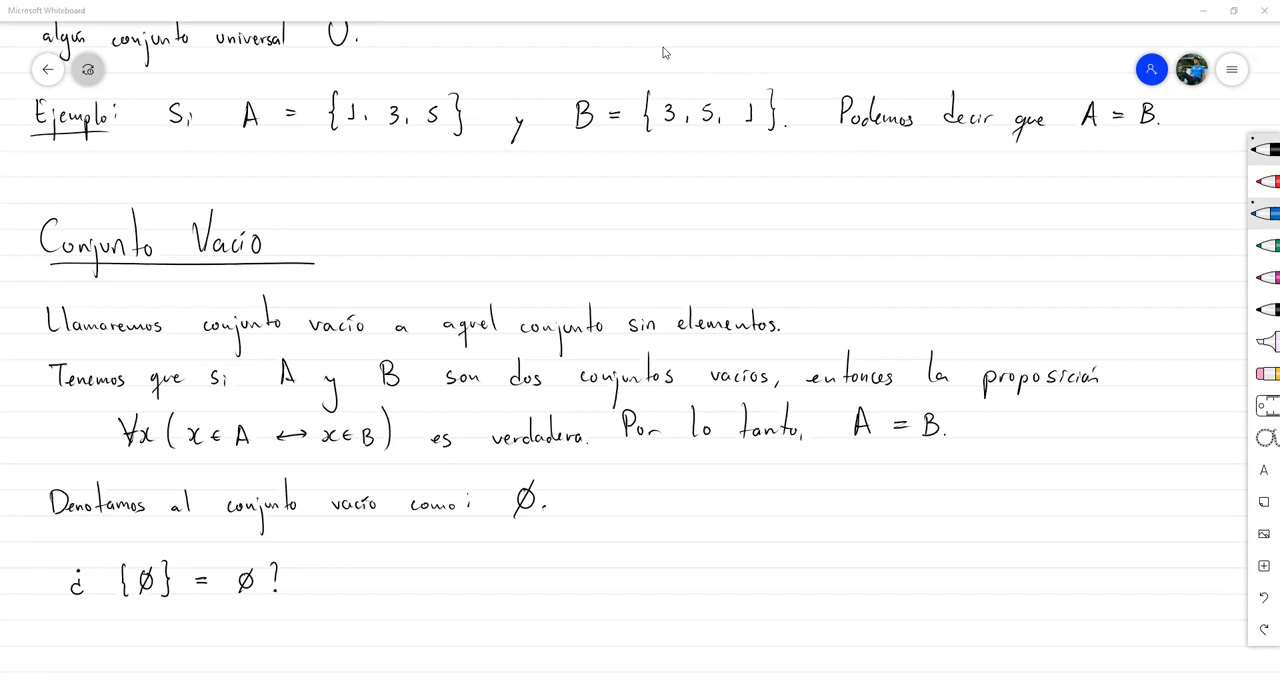 Microsoft Whiteboard
algún conjunto universal U.
Ejemplo: Si A = {1, 3, 5} y B = {3, 5, 1}. Podemos decir que A = B.
Conjunto Vacío
Llamaremos conjunto vacío a aquel conjunto sin elementos.
Tenemos que si A y B son dos conjuntos vacíos, entonces la proposición
∀x (x ∈ A ↔ x ∈ B) es verdadera. Por lo tanto, A = B.
Denotamos al conjunto vacío como: ∅.
¿ {∅} = ∅ ?